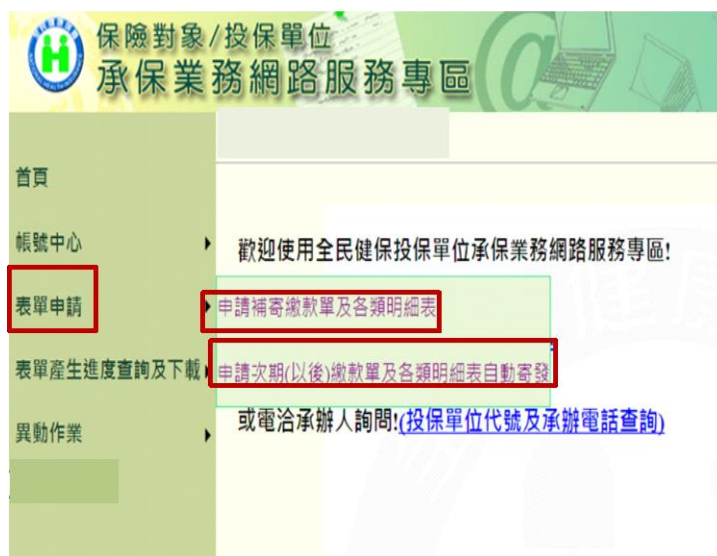 保險對象/投保單位
承保業務網路服務專區
首頁
帳號中心
歡迎使用全民健保投保單位承保業務網路服務專區!
表單申請
申請補寄繳款單及各類明細表
表單產生進度查詢及下載
申請次期(以後)繳款單及各類明細表自動寄發
異動作業
或電洽承辦人詢問!(投保單位代號及承辦電話查詢)